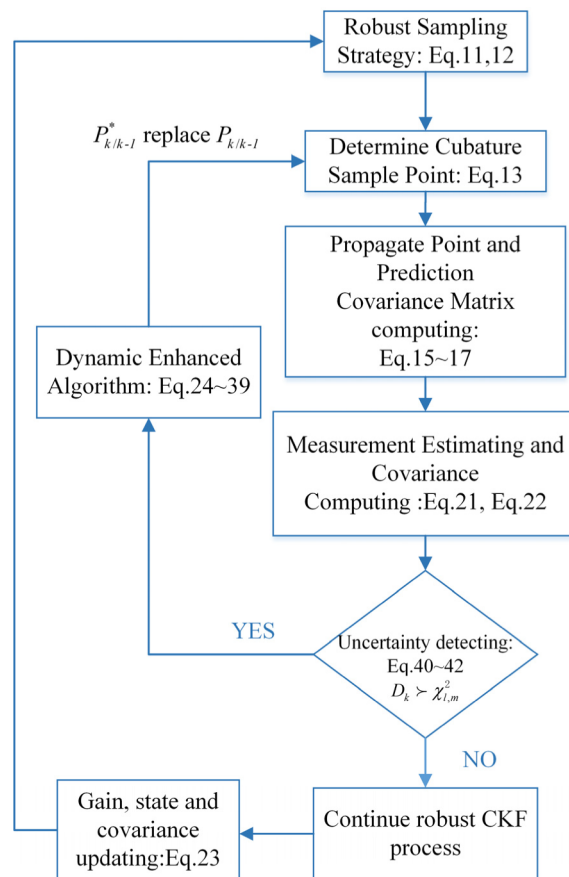 Robust Sampling
Strategy: Eq.11,12
P*k/k-1 replace Pk/k-1
Determine Cubature
Sample Point: Eq.13
Propagate Point and
Prediction
Covariance Matrix
computing:
Eq.15~17
Dynamic Enhanced
Algorithm: Eq.24~39
Measurement Estimating and
Covariance
Computing :Eq.21, Eq.22
YES
Uncertainty detecting:
Eq.40~42
Dk ≻ χ²l,m
NO
Gain, state and
covariance
updating:Eq.23
Continue robust CKF
process